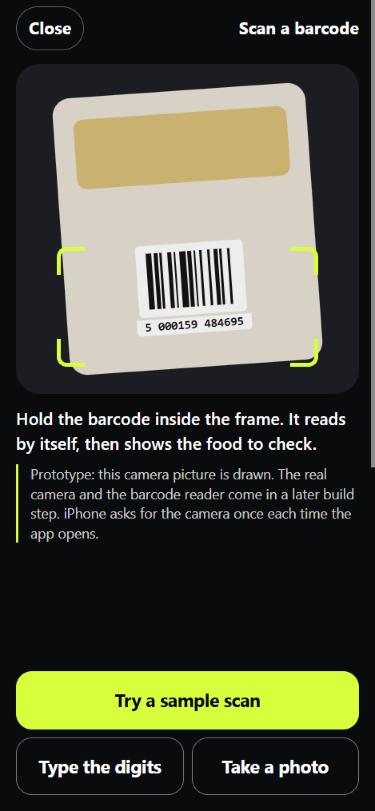 Close
Scan a barcode
5 000159 484695
Hold the barcode inside the frame. It reads
by itself, then shows the food to check.
Prototype: this camera picture is drawn. The real
camera and the barcode reader come in a later build
step. iPhone asks for the camera once each time the
app opens.
Try a sample scan
Type the digits
Take a photo